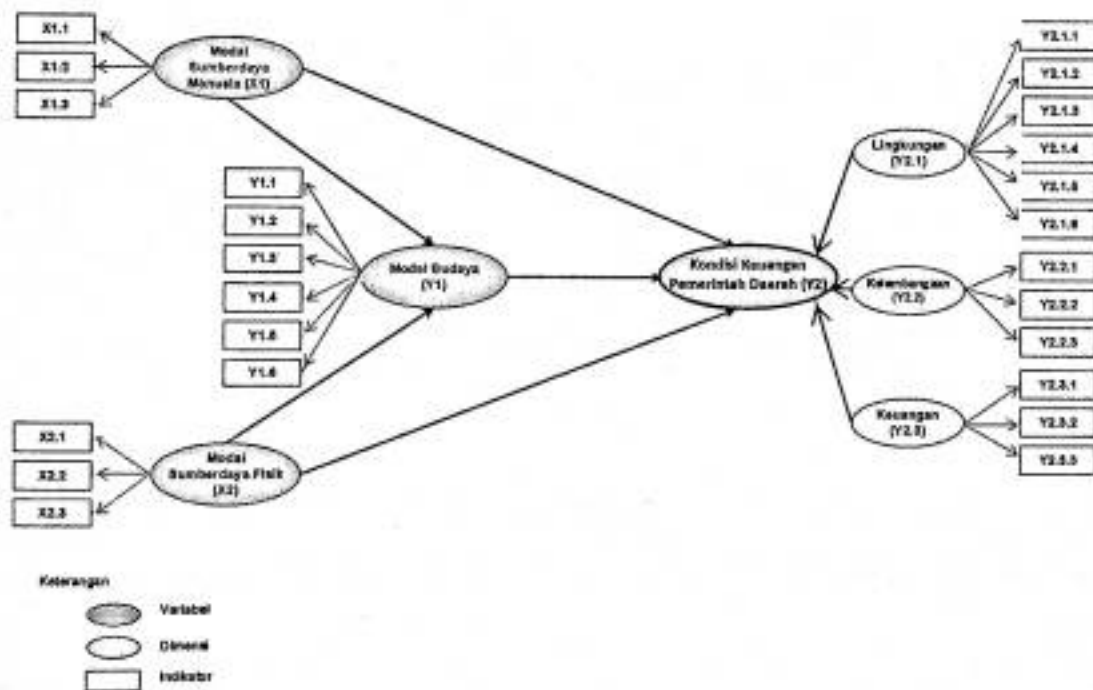 X1.1
X1.2
X1.3
Modal
Sumberdaya
Manusia (X1)
Y1.1
Y1.2
Y1.3
Y1.4
Y1.5
Y1.6
Modal Budaya
(Y1)
X2.1
X2.2
X2.3
Modal
Sumberdaya Fisik
(X2)
Kondisi Keuangan
Pemerintah Daerah (Y2)
Lingkungan
(Y2.1)
Y2.1.1
Y2.1.2
Y2.1.3
Y2.1.4
Y2.1.5
Y2.1.6
Kelembagaan
(Y2.2)
Y2.2.1
Y2.2.2
Y2.2.3
Keuangan
(Y2.3)
Y2.3.1
Y2.3.2
Y2.3.3
Keterangan
Variabel
Dimensi
Indikator